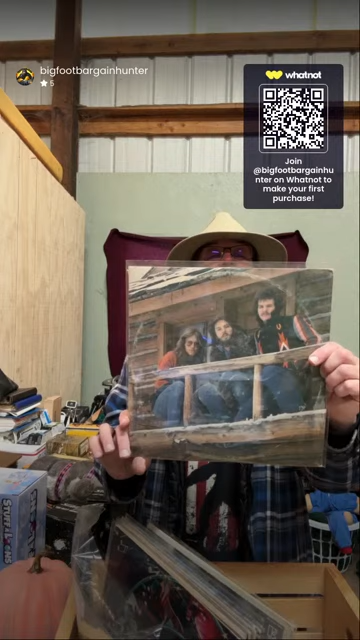 bigfootbargainhunter
5
whatnot
Join
@bigfootbargainhu
nter on Whatnot to
make your first
purchase!